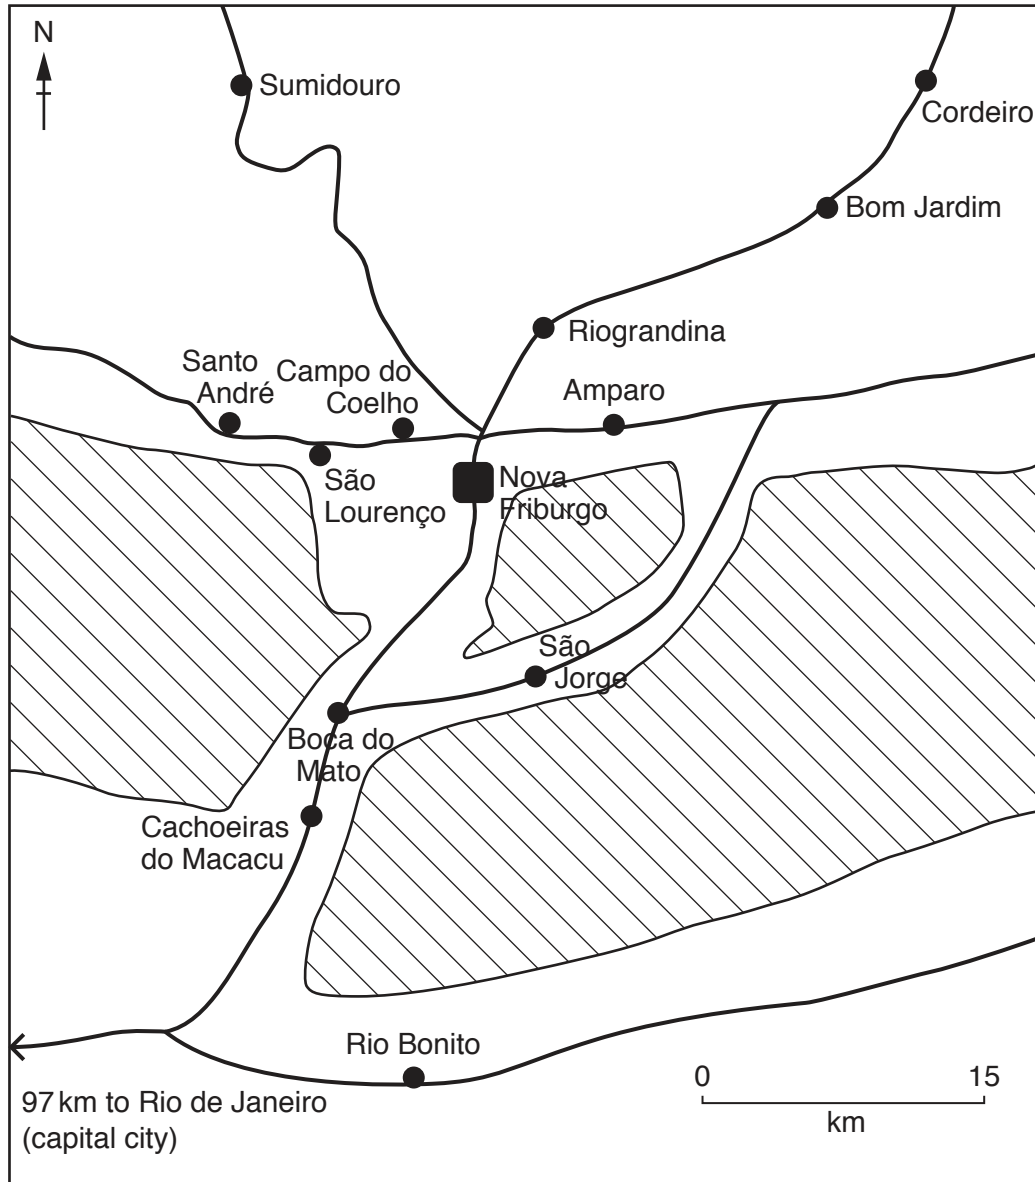 N
Sumidouro
Cordeiro
Bom Jardim
Riograndina
Santo
André
Campo do
Coelho
Amparo
São
Lourenço
Nova
Friburgo
São
Jorge
Boca do
Mato
Cachoeiras
do Macacu
Rio Bonito
0 15
km
97 km to Rio de Janeiro
(capital city)